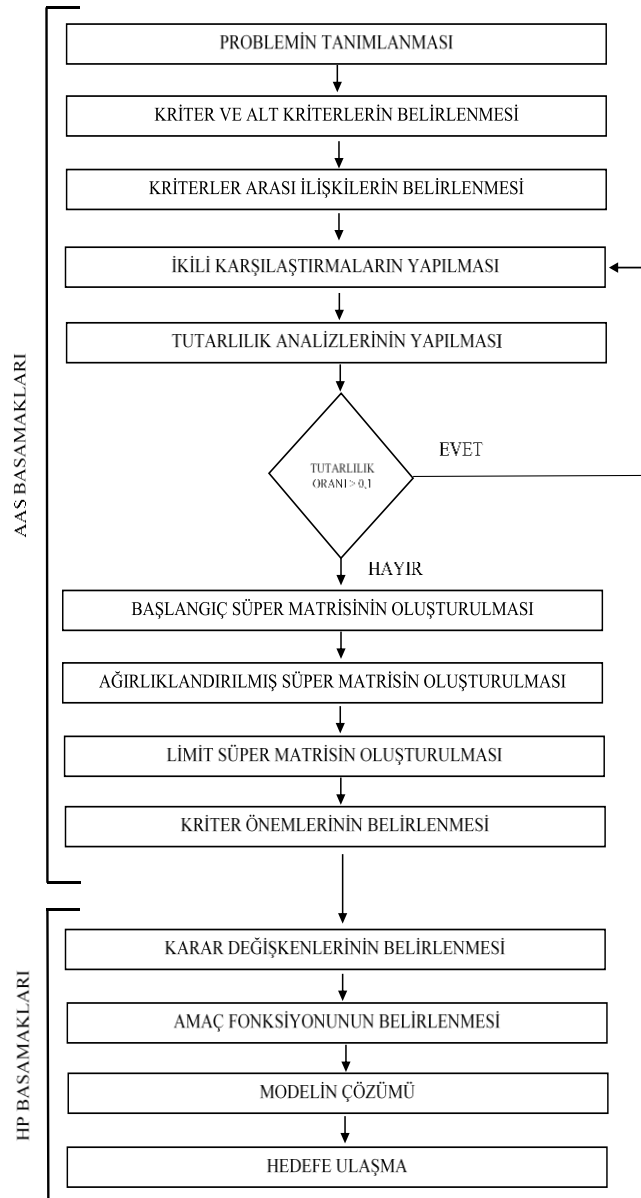 PROBLEMİN TANIMLANMASI
KRİTER VE ALT KRİTERLERİN BELİRLENMESİ
KRİTERLER ARASI İLİŞKİLERİN BELİRLENMESİ
İKİLİ KARŞILAŞTIRMALARIN YAPILMASI
TUTARLILIK ANALİZLERİNİN YAPILMASI
AAS BASAMAKLARI
TUTARLILIK
ORANI > 0,1
EVET
HAYIR
BAŞLANGIÇ SÜPER MATRİSİNİN OLUŞTURULMASI
AĞIRLIKLANDIRILMIŞ SÜPER MATRİSİN OLUŞTURULMASI
LİMİT SÜPER MATRİSİN OLUŞTURULMASI
KRİTER ÖNEMLERİNİN BELİRLENMESİ
HP BASAMAKLARI
KARAR DEĞİŞKENLERİNİN BELİRLENMESİ
AMAÇ FONKSİYONUNUN BELİRLENMESİ
MODELİN ÇÖZÜMÜ
HEDEFE ULAŞMA